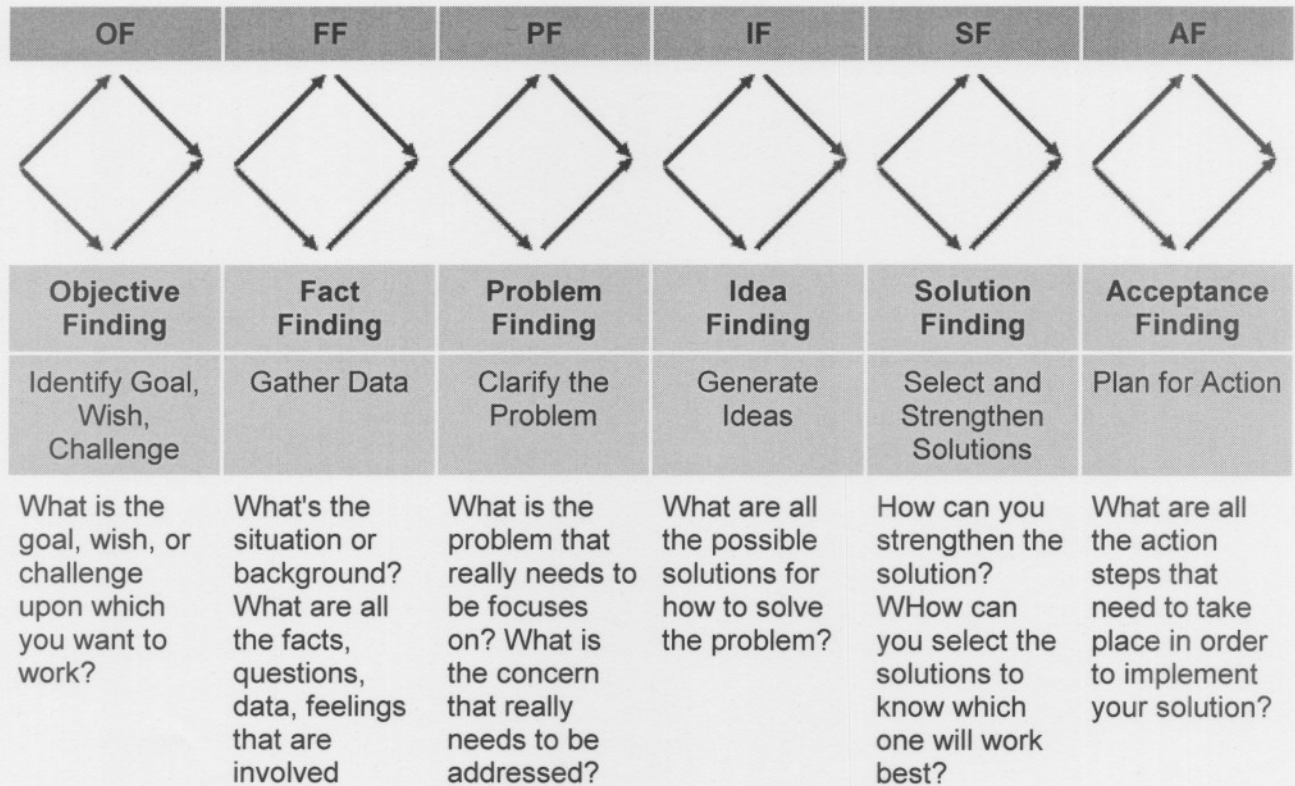 OF FF PF IF SF AF
Objective
Finding
Fact
Finding
Problem
Finding
Idea
Finding
Solution
Finding
Acceptance
Finding
Identify Goal,
Wish,
Challenge
Gather Data
Clarify the
Problem
Generate
Ideas
Select and
Strengthen
Solutions
Plan for Action
What is the
goal, wish, or
challenge
upon which
you want to
work?
What's the
situation or
background?
What are all
the facts,
questions,
data, feelings
that are
involved
What is the
problem that
really needs to
be focuses
on? What is
the concern
that really
needs to be
addressed?
What are all
the possible
solutions for
how to solve
the problem?
How can you
strengthen the
solution?
WHow can
you select the
solutions to
know which
one will work
best?
What are all
the action
steps that
need to take
place in order
to implement
your solution?